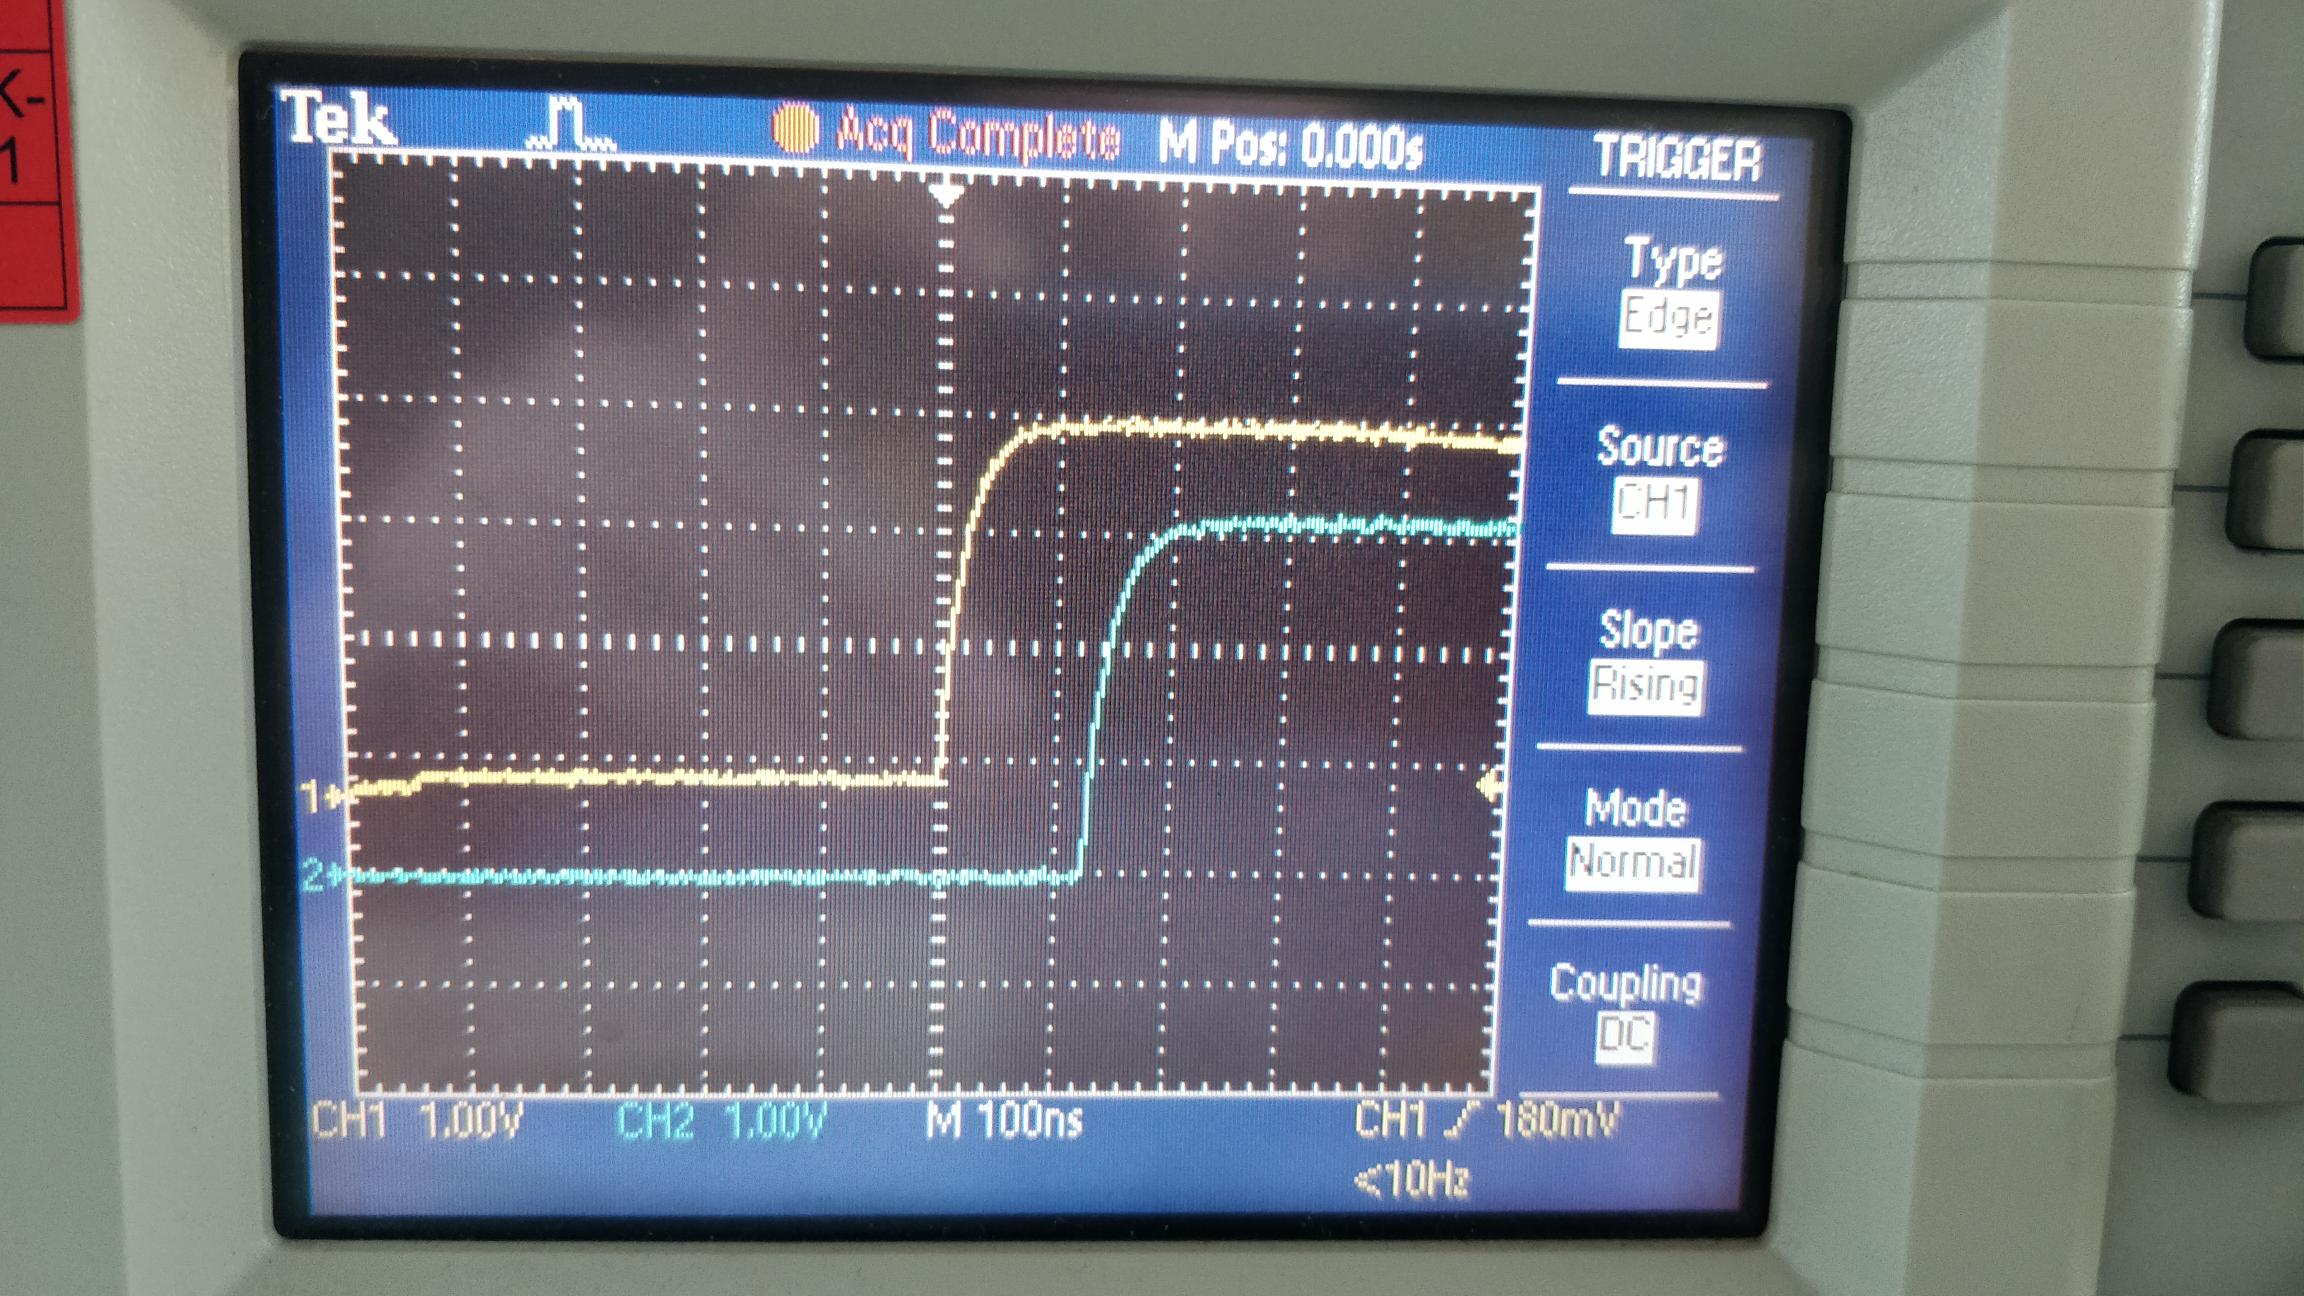 K-
1
Tek
Acq Complete
M Pos: 0.000s
TRIGGER
Type
Edge
Source
CH1
Slope
Rising
Mode
Normal
Coupling
DC
1
2
CH1 1.00V
CH2 1.00V
M 100ns
CH1 180mV
<10Hz